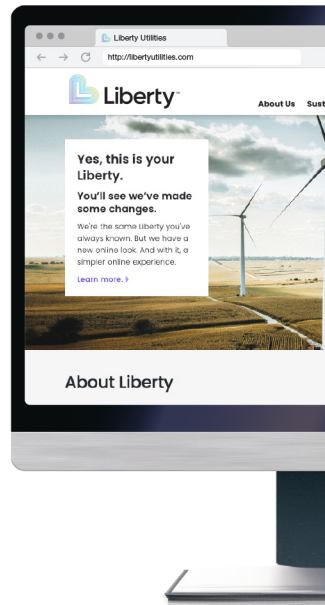 Liberty Utilities
http://libertyutilities.com
Liberty™
About Us
Yes, this is your
Liberty.
You'll see we've made
some changes.
We're the same Liberty you've
always known. But we have a
new online look. And with it, a
simpler online experience.
Learn more.
About Liberty